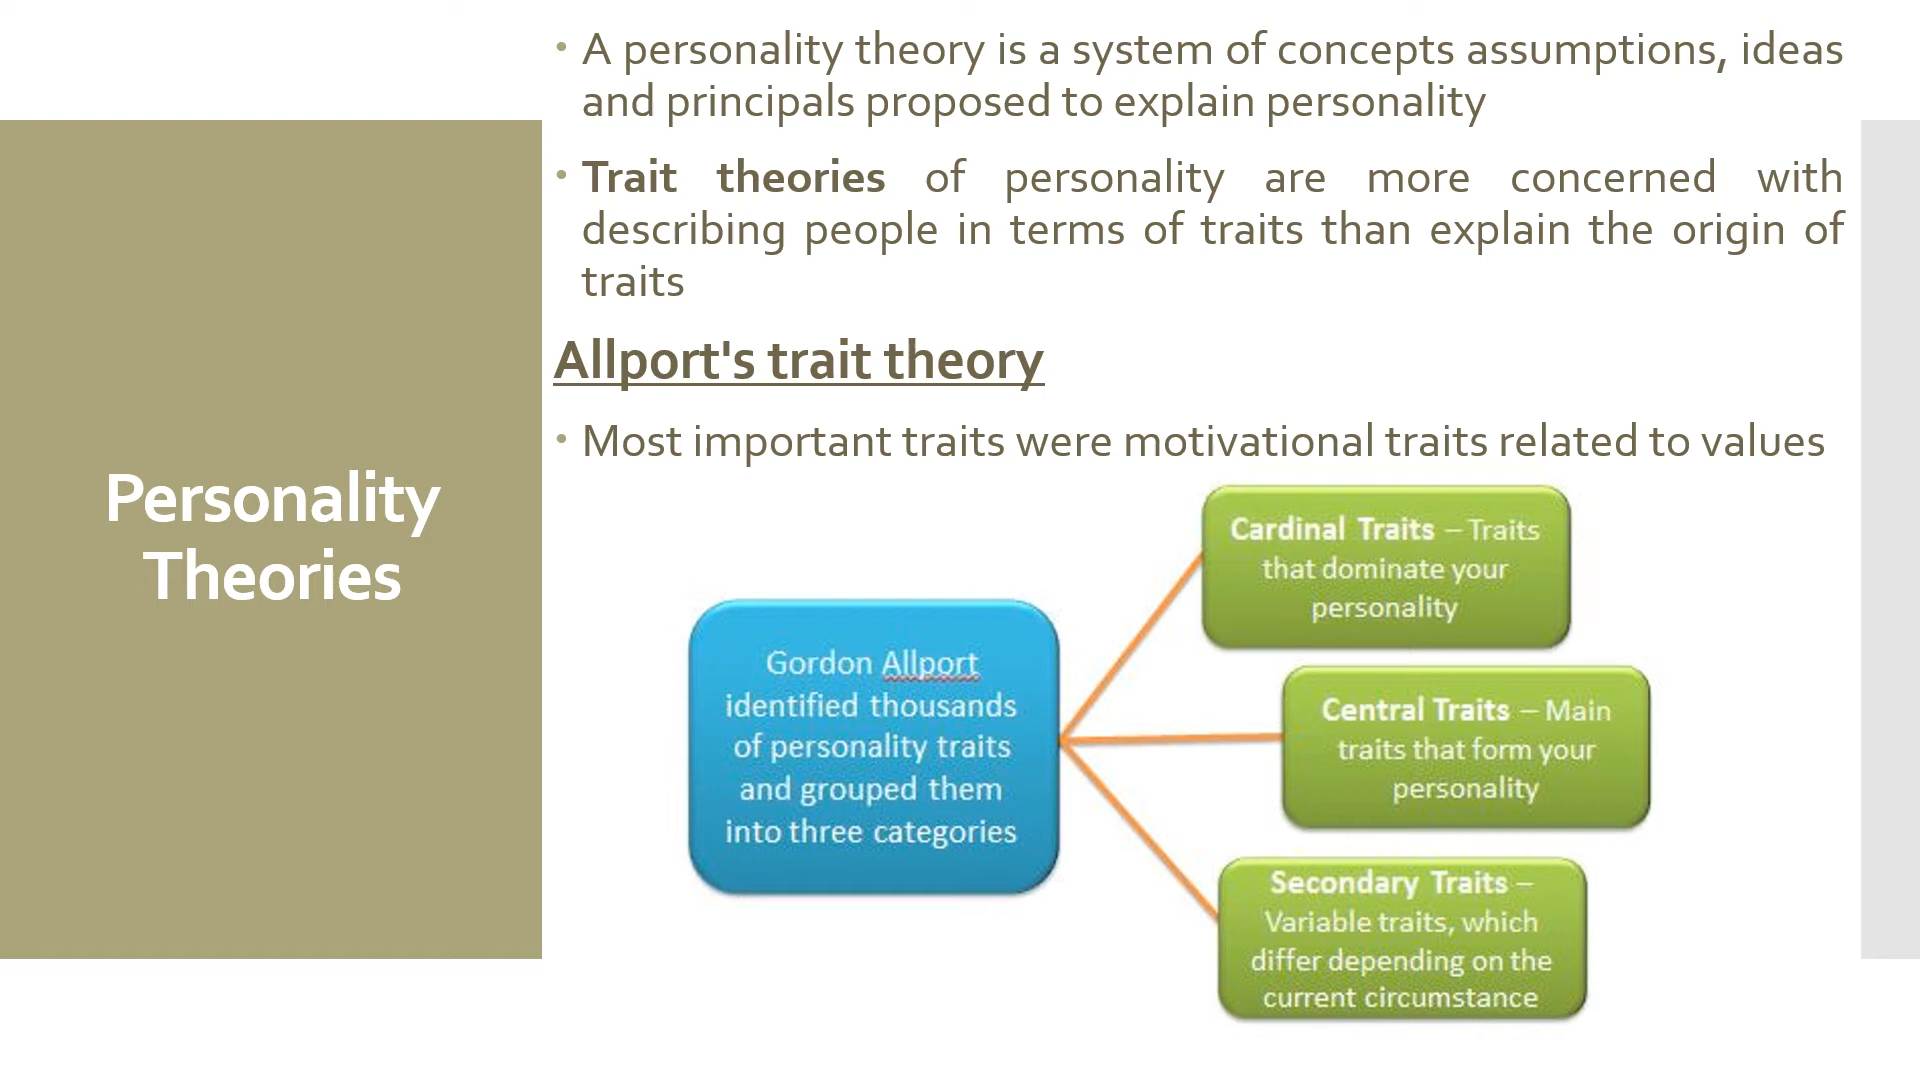 Personality
Theories
• A personality theory is a system of concepts assumptions, ideas
and principals proposed to explain personality
• Trait theories of personality are more concerned with
describing people in terms of traits than explain the origin of
traits
Allport's trait theory
• Most important traits were motivational traits related to values
Gordon Allport
identified thousands
of personality traits
and grouped them
into three categories
Cardinal Traits – Traits
that dominate your
personality
Central Traits – Main
traits that form your
personality
Secondary Traits –
Variable traits, which
differ depending on the
current circumstance